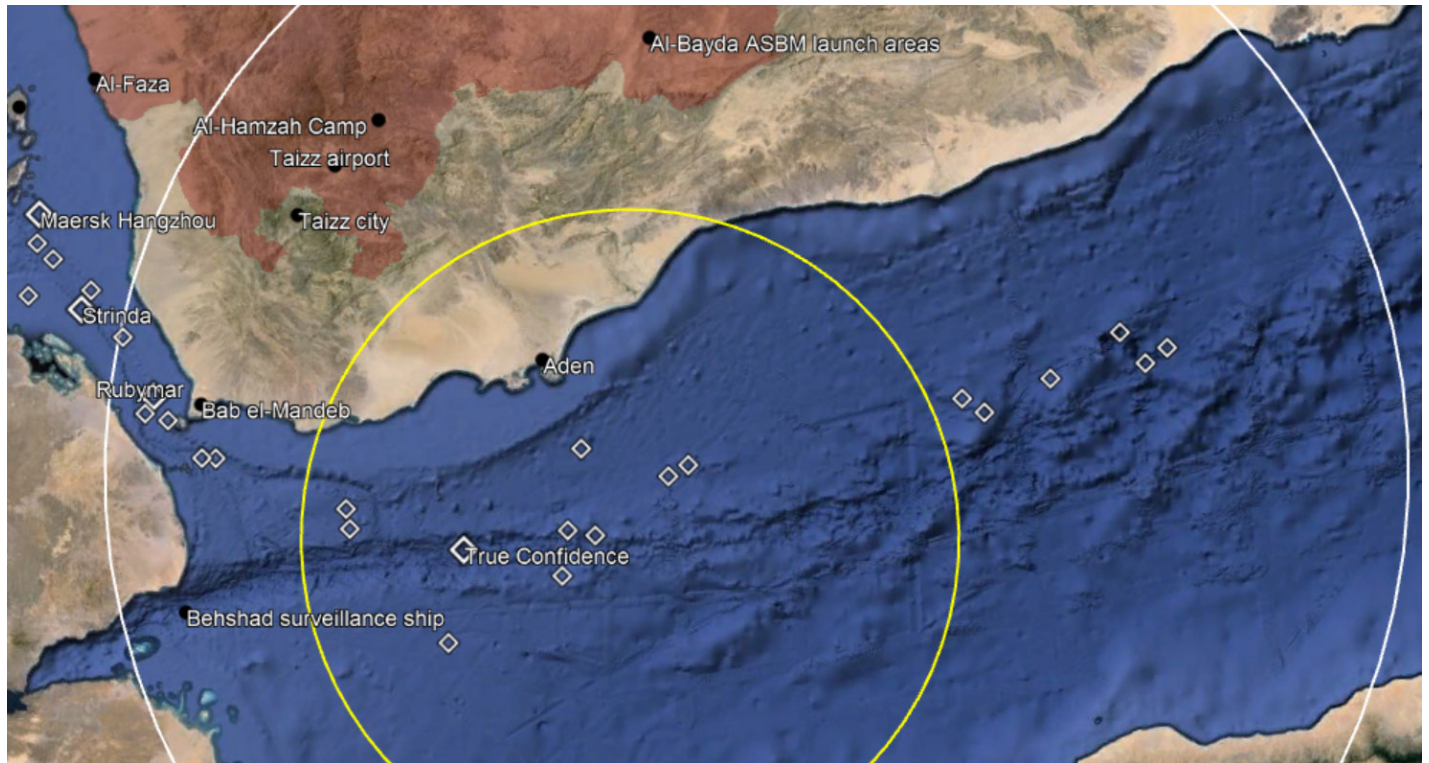 Al-Bayda ASBM launch areas
Al-Faza
Al-Hamzah Camp
Taizz airport
Maersk Hangzhou
Taizz city
Strinda
Aden
Rubymar
Bab el-Mandeb
True Confidence
Behshad surveillance ship